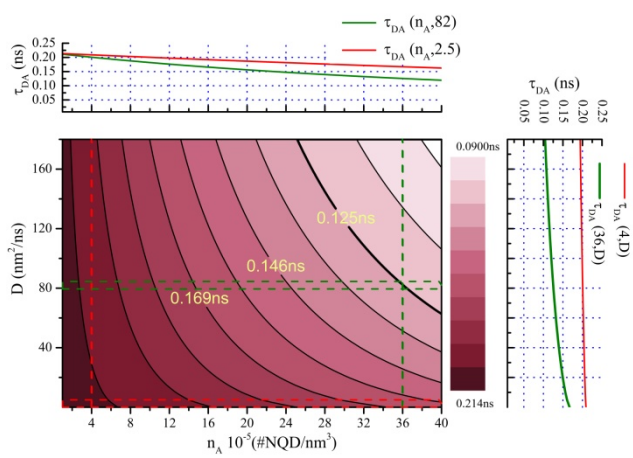 τDA (nA,82)
τDA (nA,2.5)
τDA (ns)
0.25
0.20
0.15
0.10
0.05
τDA (ns)
0.05
0.10
0.15
0.20
0.25
τDA (4,D)
τDA (36,D)
D (nm²/ns)
160
120
80
40
0.125ns
0.146ns
0.169ns
0.0900ns
0.214ns
4 8 12 16 20 24 28 32 36 40
nA 10⁻⁵(#NQD/nm³)